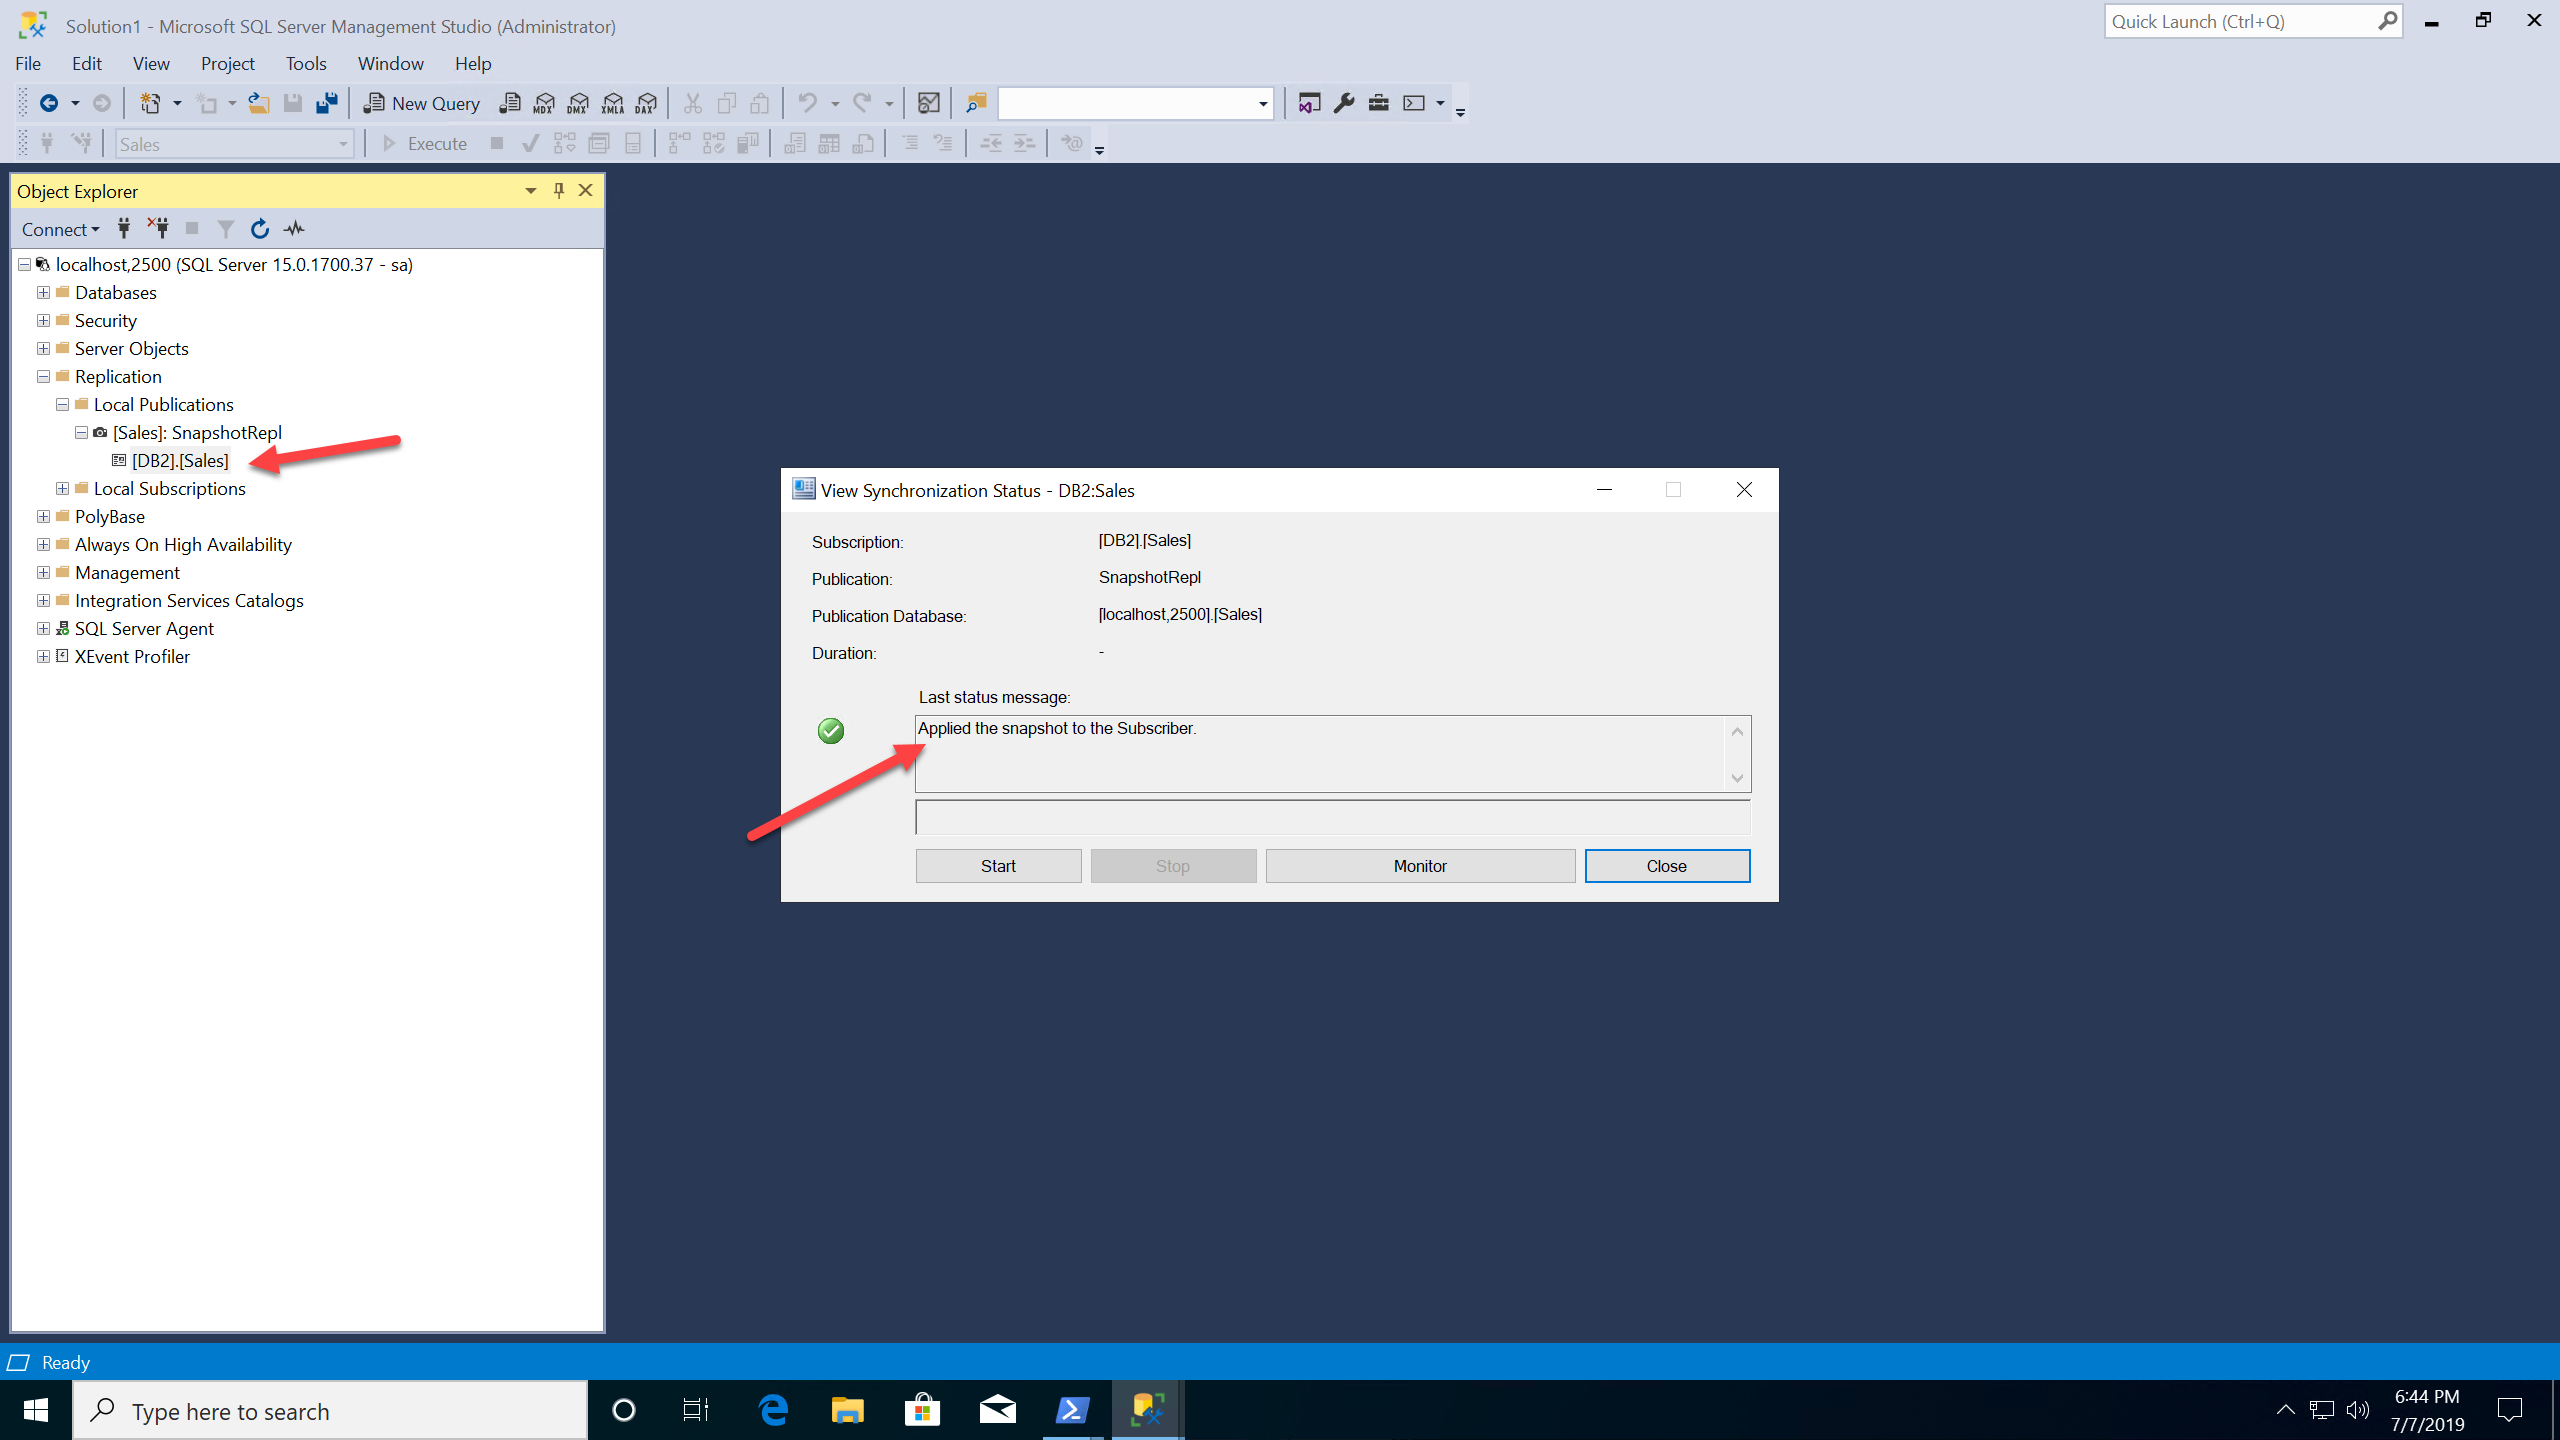 Solution1 - Microsoft SQL Server Management Studio (Administrator)
Quick Launch (Ctrl+Q)
File Edit View Project Tools Window Help
New Query MDX DMX XMLA DAX
Sales Execute
Object Explorer
Connect
localhost,2500 (SQL Server 15.0.1700.37 - sa)
Databases
Security
Server Objects
Replication
Local Publications
[Sales]: SnapshotRepl
[DB2].[Sales]
Local Subscriptions
PolyBase
Always On High Availability
Management
Integration Services Catalogs
SQL Server Agent
XEvent Profiler
View Synchronization Status - DB2:Sales
Subscription: [DB2].[Sales]
Publication: SnapshotRepl
Publication Database: [localhost,2500].[Sales]
Duration: -
Last status message:
Applied the snapshot to the Subscriber.
Start Stop Monitor Close
Ready
Type here to search
6:44 PM
7/7/2019